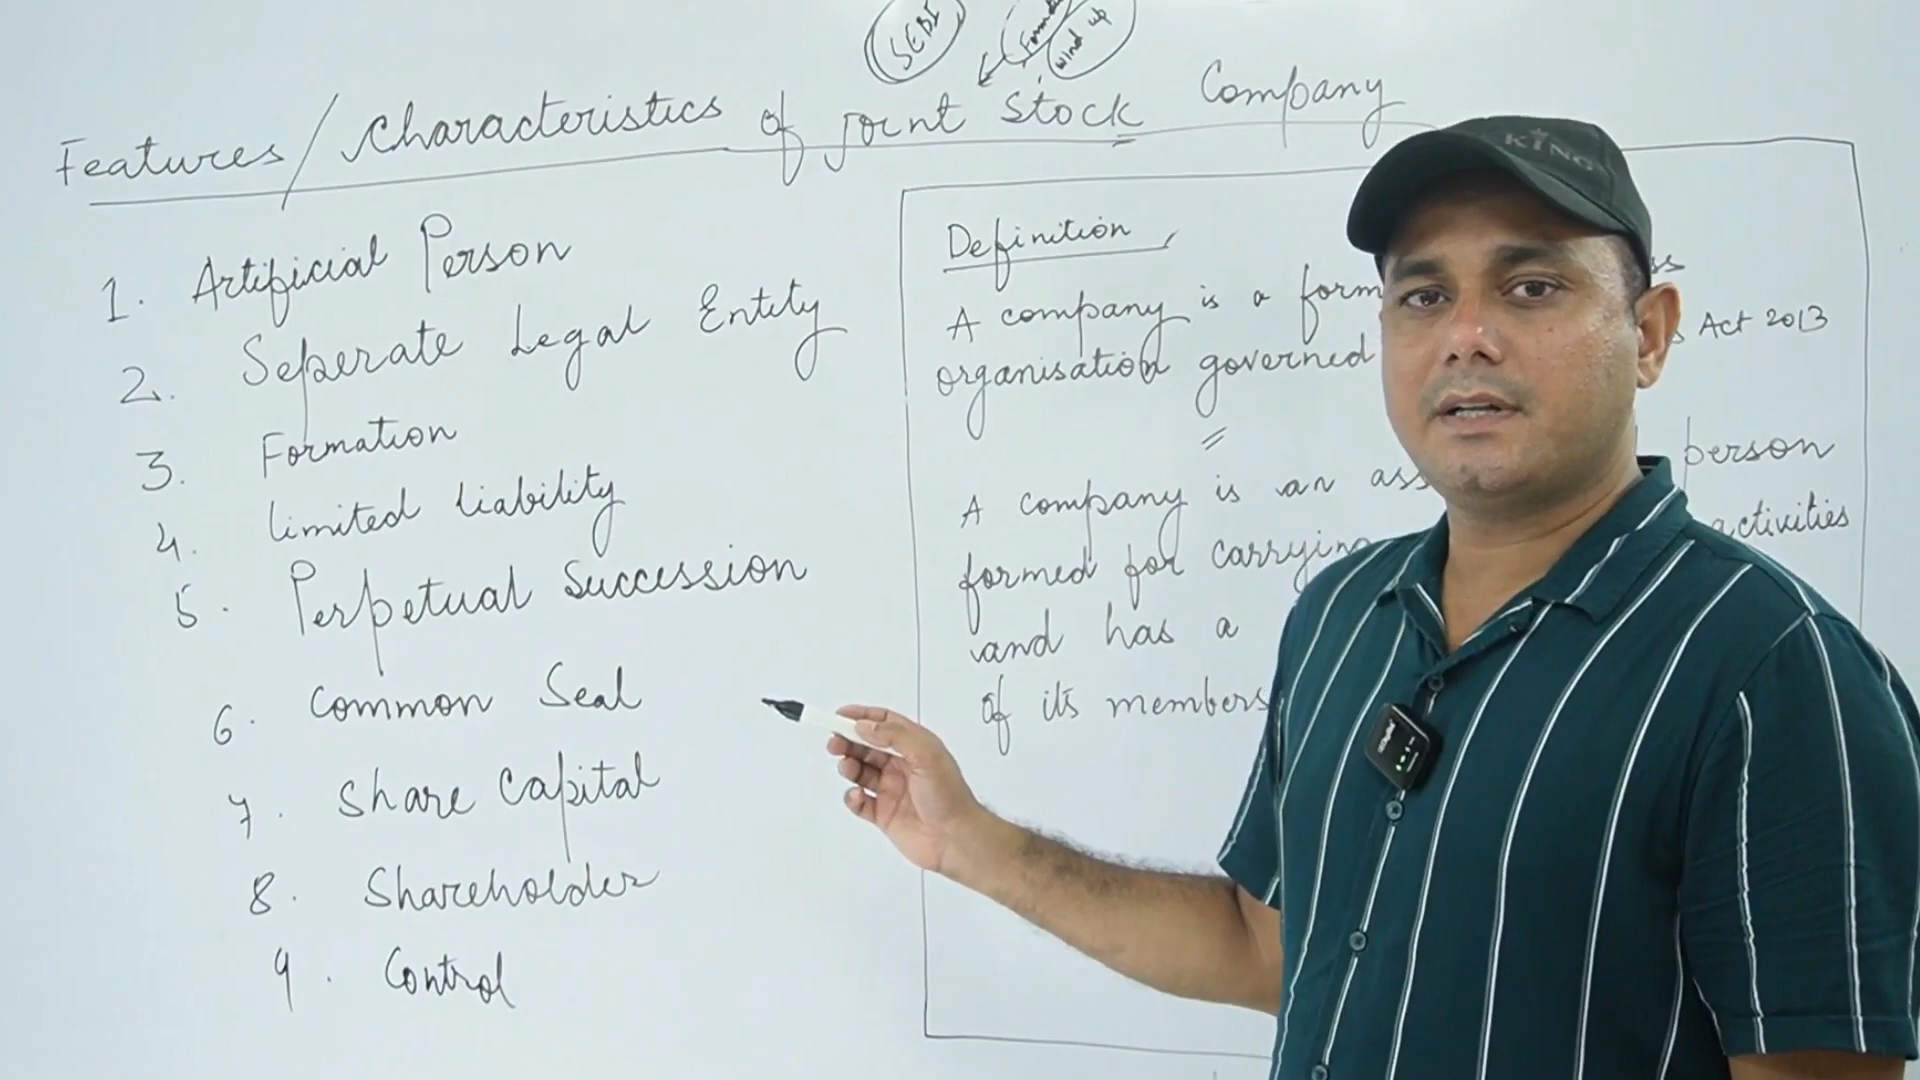 SEBI
wind up
Features / Characteristics of Joint Stock Company
1. Artificial Person
2. Seperate Legal Entity
3. Formation
4. limited liability
5. Perpetual Succession
6. Common Seal
7. Share Capital
8. Shareholder
9. Control
Definition
A company is a form ss
organisation governed s Act 2013
A company is an ass person
formed for carrying activities
and has a
of its members
KING